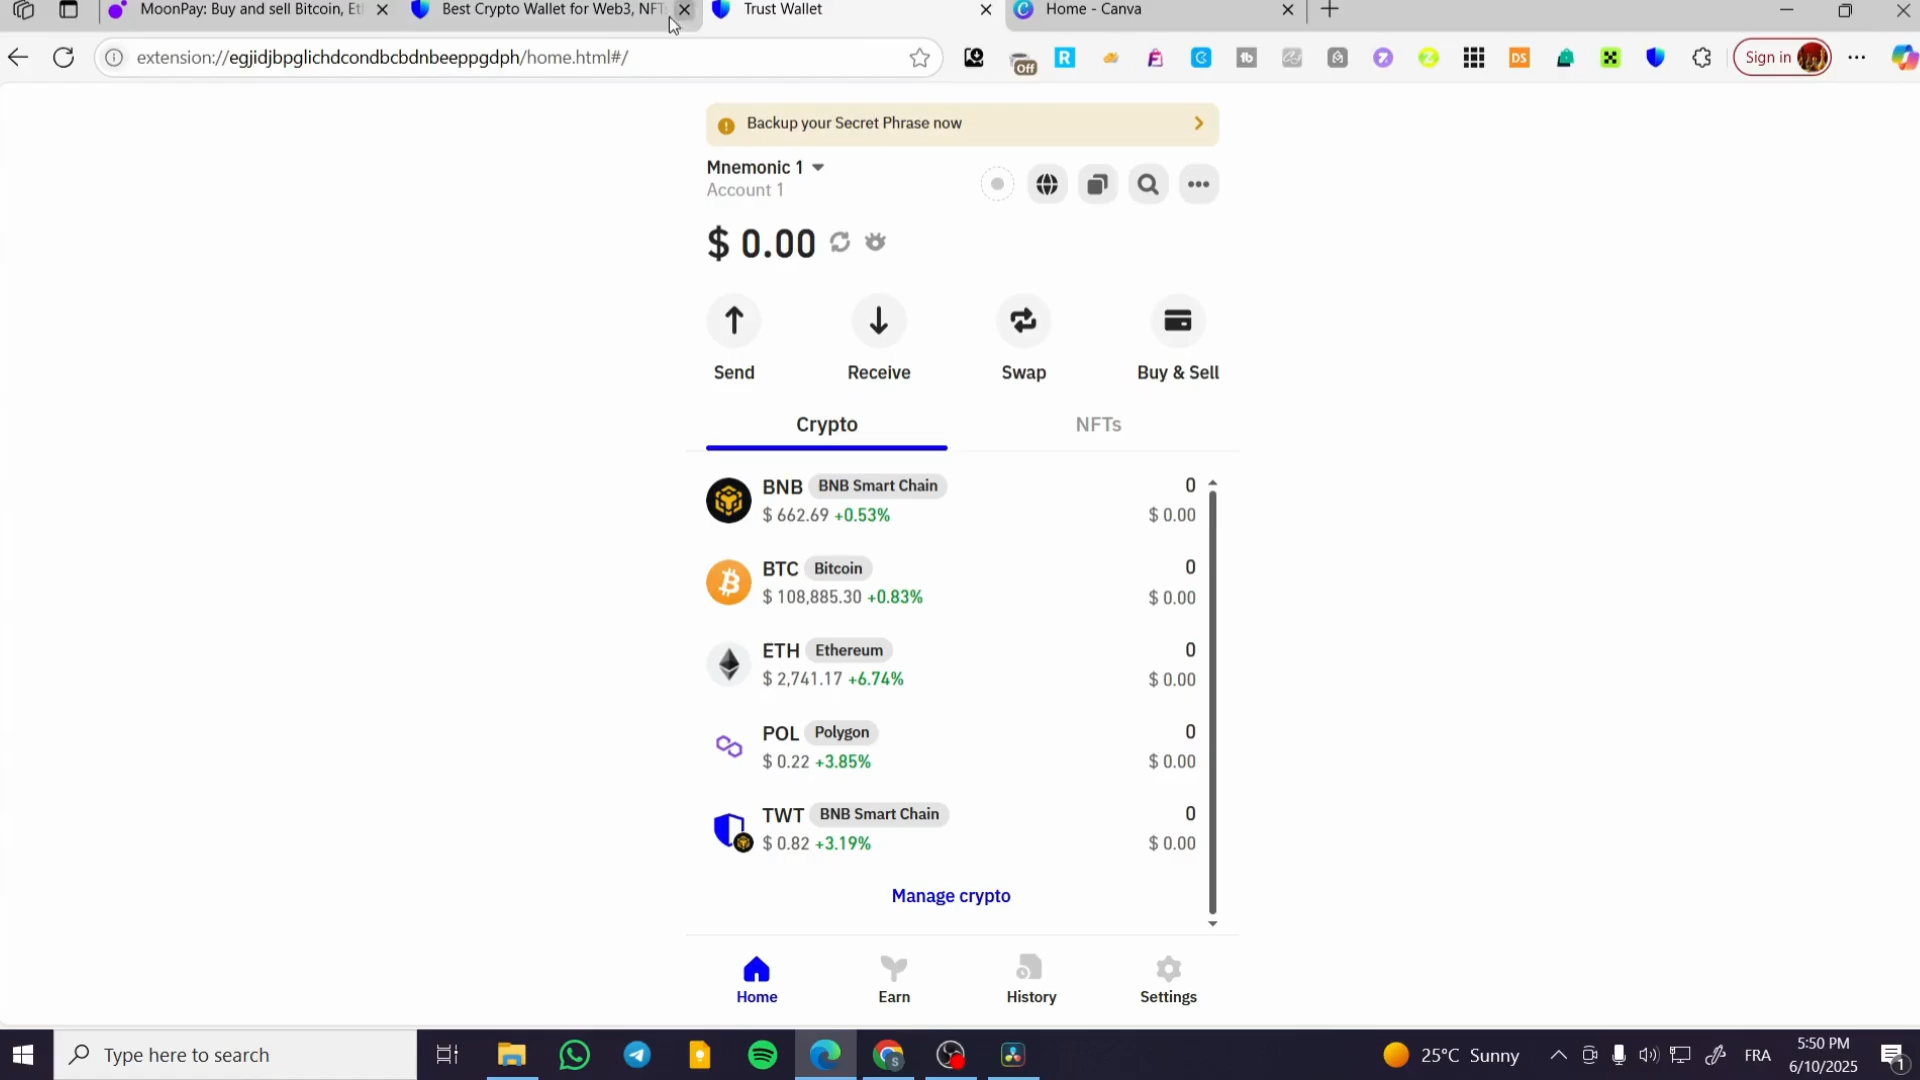 MoonPay: Buy and sell Bitcoin, Et
Best Crypto Wallet for Web3, NFT
Trust Wallet
Home - Canva
extension://egjidjbpglichdcondbcbdnbeeppgdph/home.html#/
Off
DS
Sign in
Backup your Secret Phrase now
Mnemonic 1
Account 1
$ 0.00
Send
Receive
Swap
Buy & Sell
Crypto
NFTs
BNB BNB Smart Chain 0
$ 662.69 +0.53% $ 0.00
BTC Bitcoin 0
$ 108,885.30 +0.83% $ 0.00
ETH Ethereum 0
$ 2,741.17 +6.74% $ 0.00
POL Polygon 0
$ 0.22 +3.85% $ 0.00
TWT BNB Smart Chain 0
$ 0.82 +3.19% $ 0.00
Manage crypto
Home
Earn
History
Settings
Type here to search
25°C Sunny
FRA
5:50 PM
6/10/2025
1